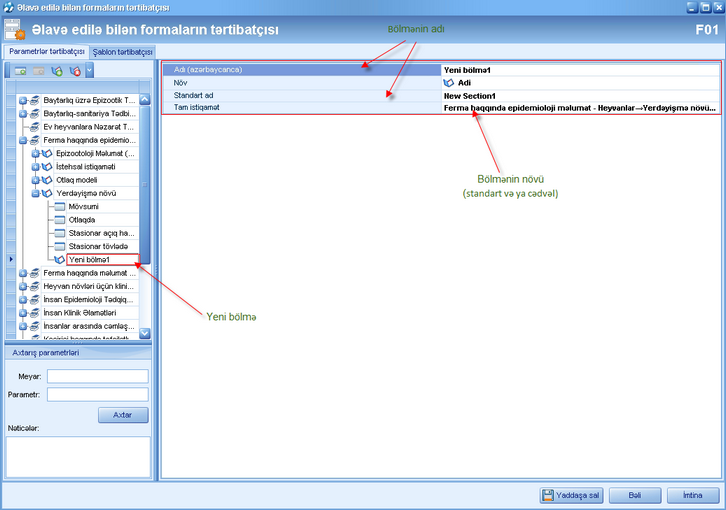 Əlavə edilə bilən formaların tərtibatçısı
Əlavə edilə bilən formaların tərtibatçısı
F01
Parametrlər tərtibatçısı
Şablon tərtibatçısı
Bölmənin adı
Adı (azərbaycanca)
Yeni bölmə1
Növ
Adi
Standart ad
New Section1
Tam istiqamət
Ferma haqqında epidemioloji məlumat - Heyvanlar→Yerdəyişmə növü...
Bölmənin növü
(standart və ya cədvəl)
Baytarlıq üzrə Epizootik T...
Baytarlıq-sanitariya Tədbi...
Ev heyvanlara Nəzarət T...
Ferma haqqında epidemio...
Epizootoloji Məlumat (...
İstehsal istiqaməti
Otlaq modeli
Yerdəyişmə növü
Mövsumi
Otlaqda
Stasionar açıq ha...
Stasionar tövlədə
Yeni bölmə1
Ferma haqqında məlumat ...
Heyvan növləri üçün klini...
İnsan Epidemioloji Tədqiq...
İnsan Klinik Əlamətləri
İnsanlar arasında cəmləş...
Yeni bölmə
Axtarış parametrləri
Meyar:
Parametr:
Axtar
Nəticələr:
Yaddaşa sal
Bəli
İmtina